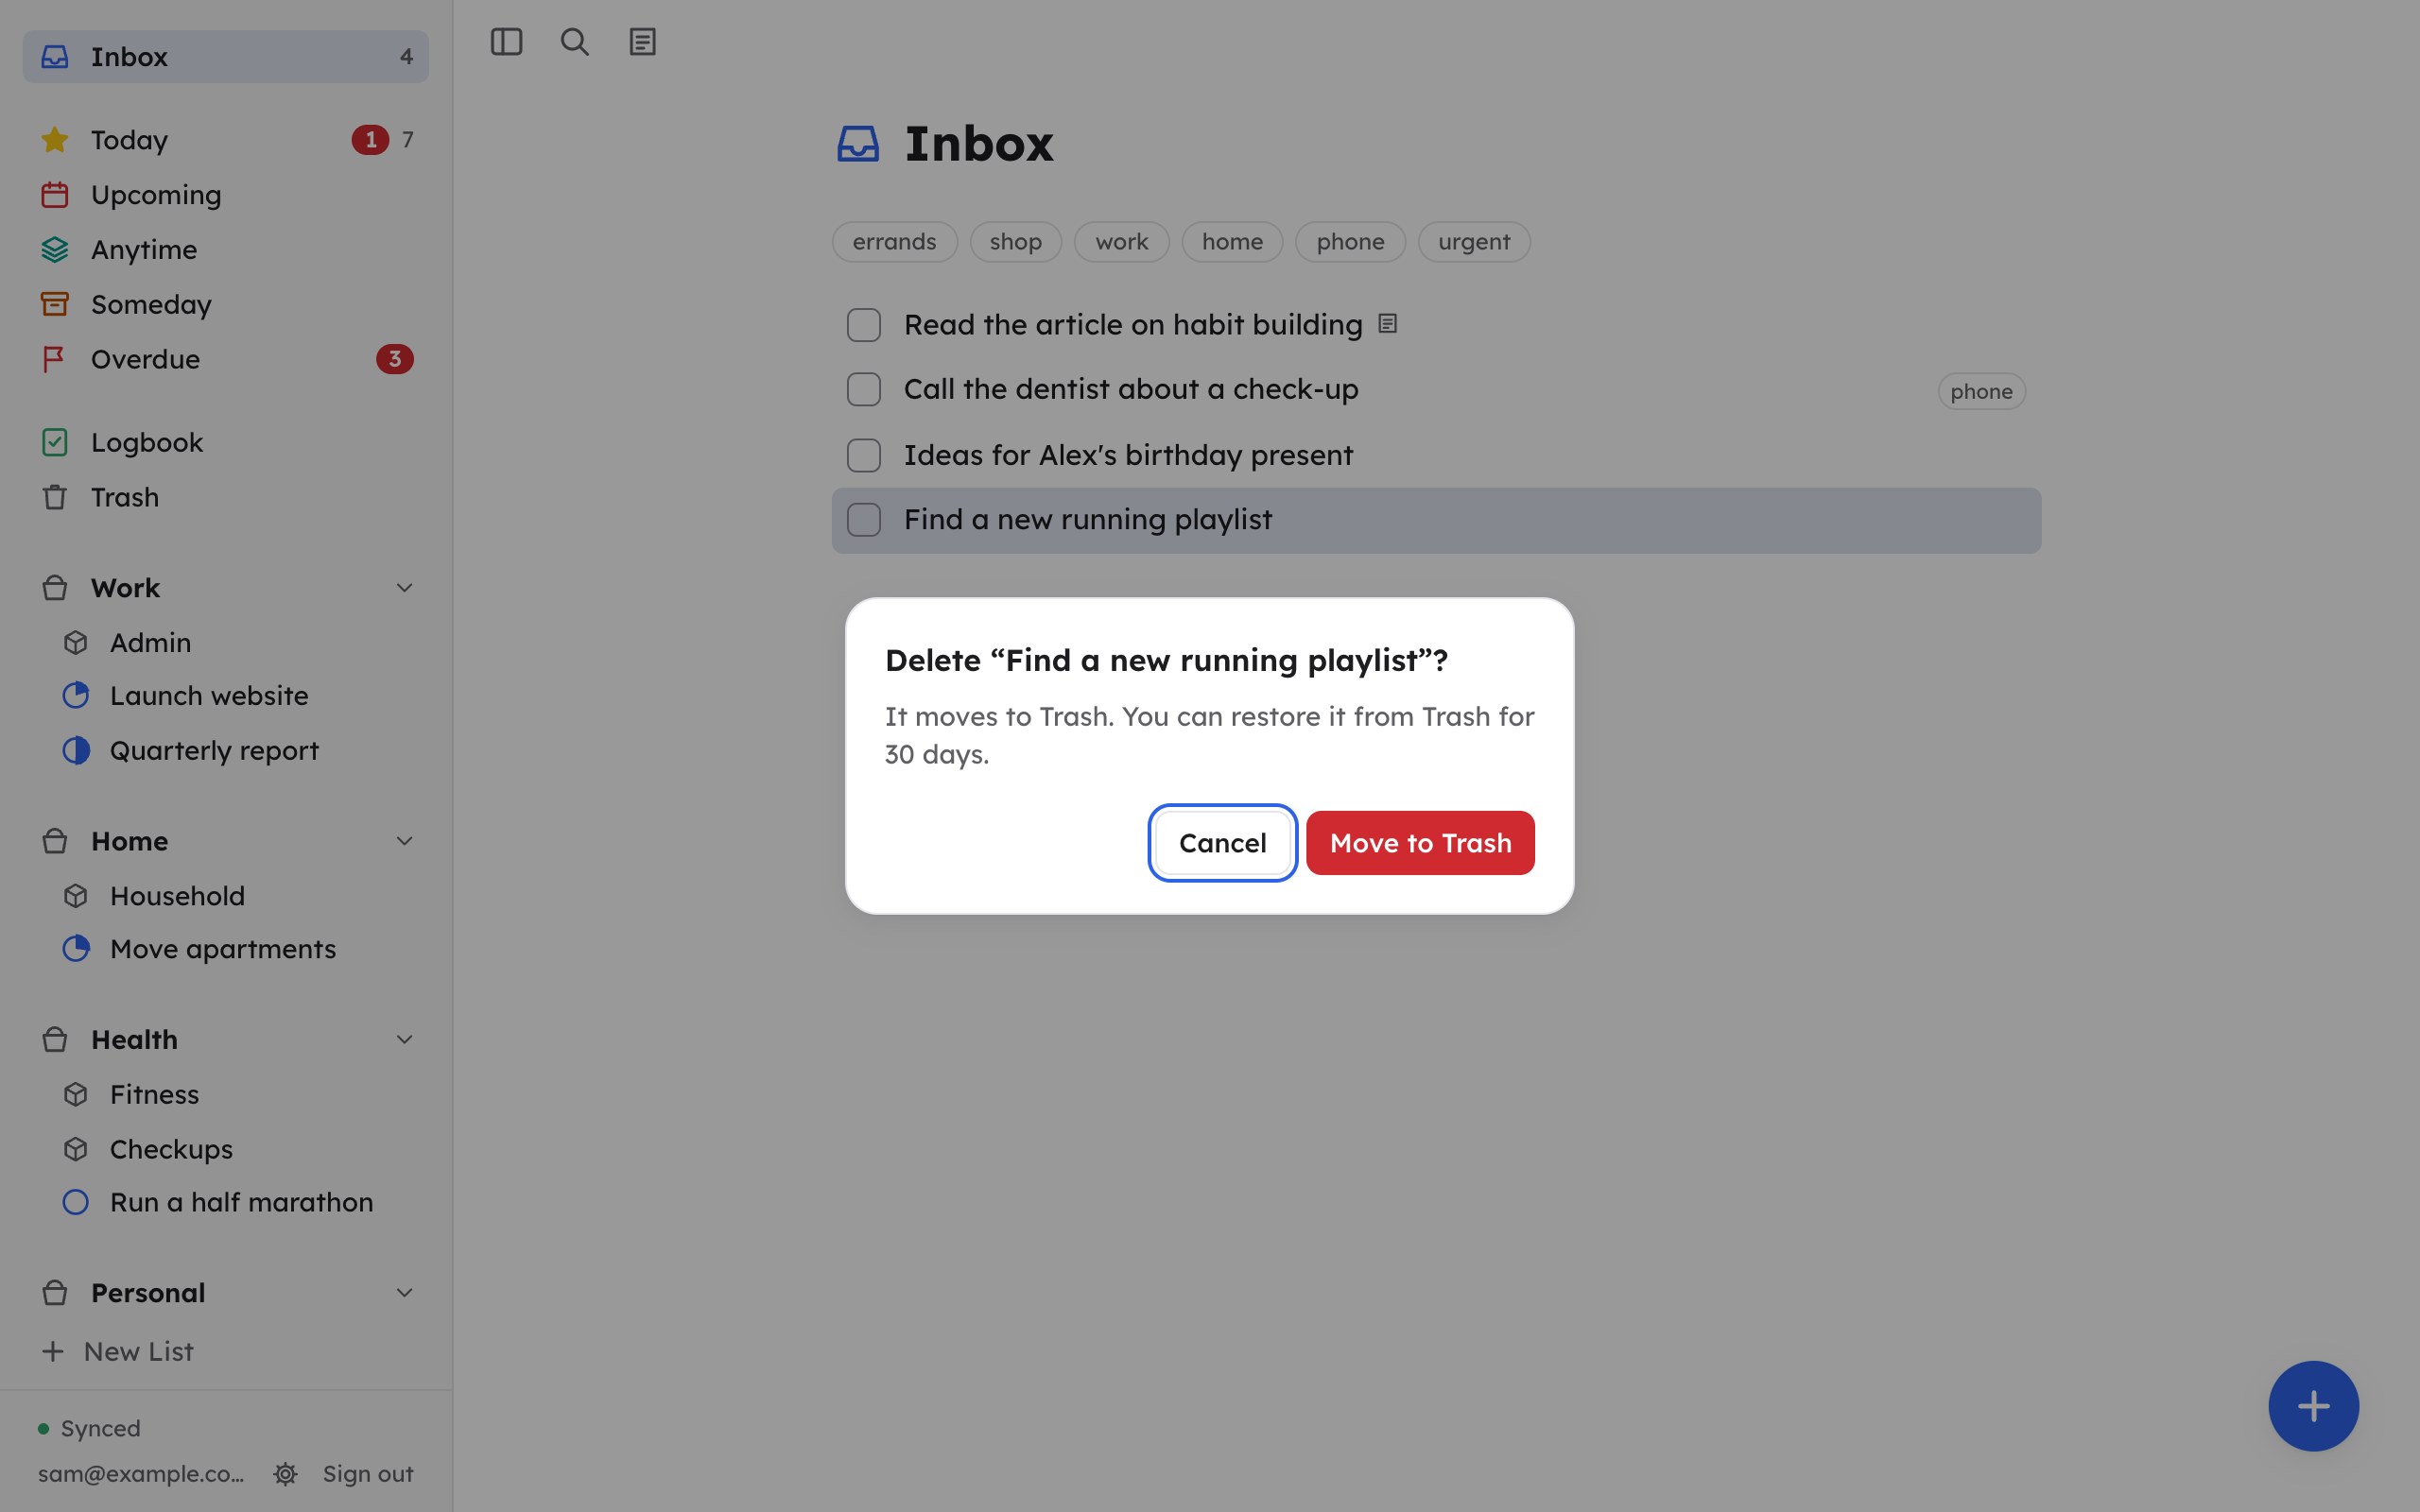 Inbox 4
Today 1 7
Upcoming
Anytime
Someday
Overdue 3
Logbook
Trash
Work
Admin
Launch website
Quarterly report
Home
Household
Move apartments
Health
Fitness
Checkups
Run a half marathon
Personal
New List
Synced
sam@example.co... Sign out
Inbox
errands shop work home phone urgent
Read the article on habit building
Call the dentist about a check-up phone
Ideas for Alex's birthday present
Find a new running playlist
Delete “Find a new running playlist”?
It moves to Trash. You can restore it from Trash for
30 days.
Cancel Move to Trash